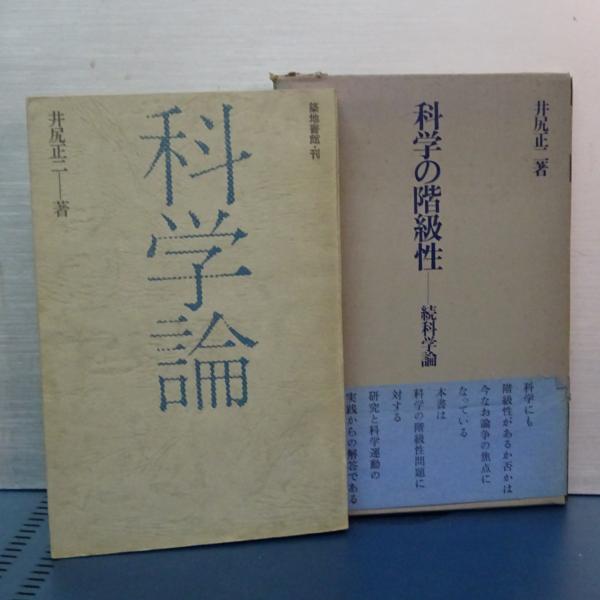 築地書館・刊
科学論
井尻正二——著
井尻正二著
科学の階級性——続科学論
科学にも
階級性があるか否かは
今なお論争の焦点に
なっている
本書は
科学の階級性問題に
対する
研究と科学運動の
実践からの解答である